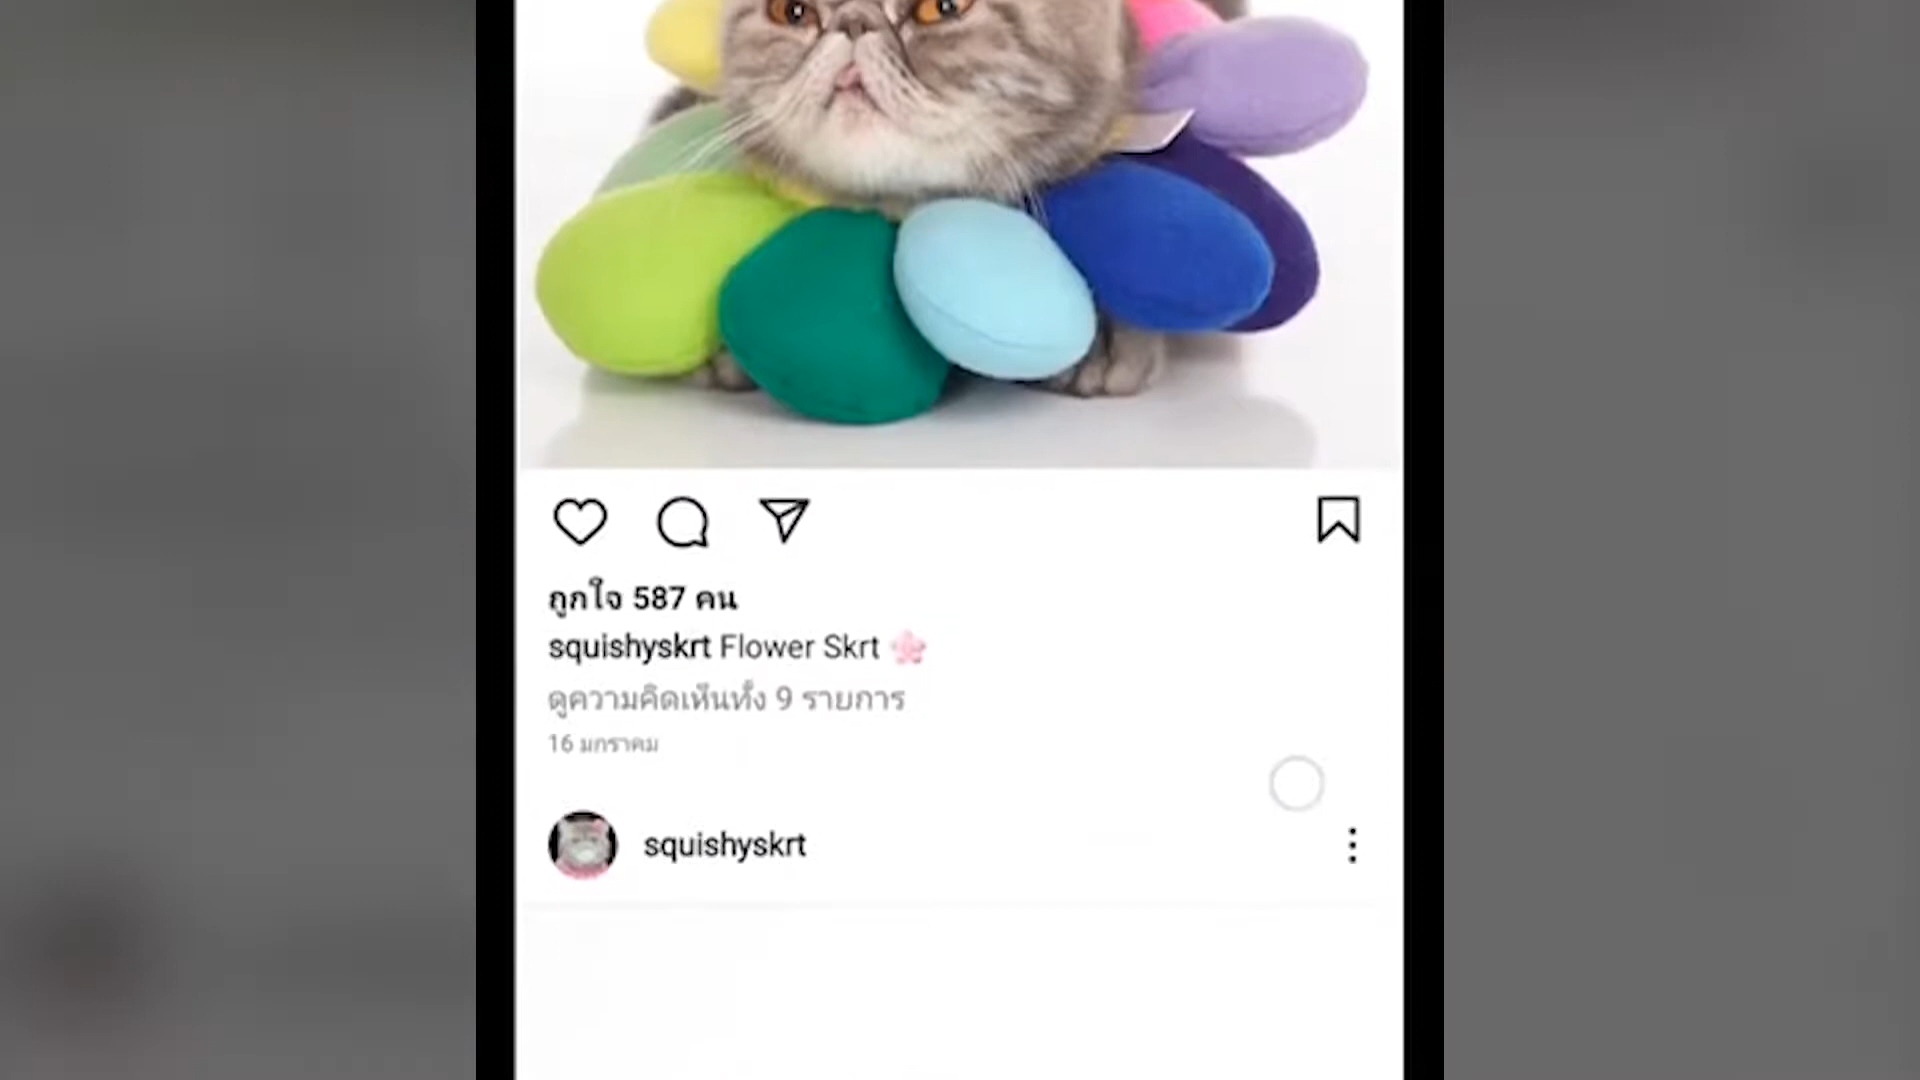 ถูกใจ 587 คน
squishyskrt Flower Skrt 🌸
ดูความคิดเห็นทั้ง 9 รายการ
16 มกราคม
squishyskrt